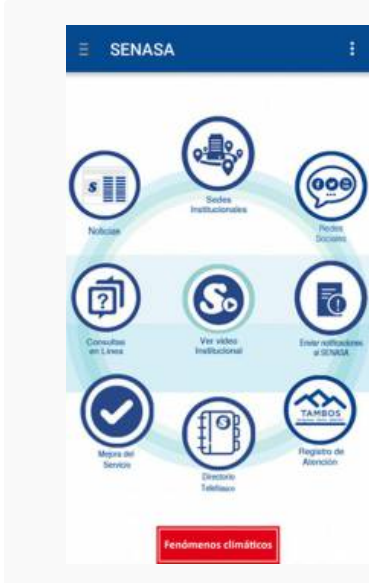 SENASA
Sedes
Institucionales
Noticias
Redes
Sociales
Consultas
en Línea
Ver video
Institucional
Enviar notificaciones
al SENASA
TAMBOS
Mejora del
Servicio
Directorio
Telefónico
Registro de
Atención
Fenómenos climáticos